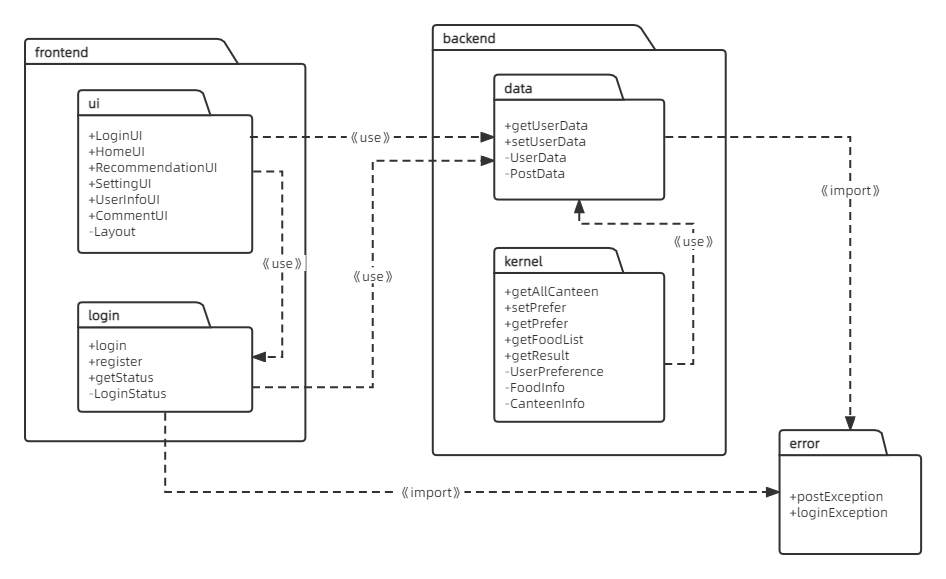 frontend
ui
+LoginUI
+HomeUI
+RecommendationUI
+SettingUI
+UserInfoUI
+CommentUI
-Layout
login
+login
+register
+getStatus
-LoginStatus
《use》
《use》
《use》
backend
data
+getUserData
+setUserData
-UserData
-PostData
《use》
kernel
+getAllCanteen
+setPrefer
+getPrefer
+getFoodList
+getResult
-UserPreference
-FoodInfo
-CanteenInfo
《import》
《import》
error
+postException
+loginException